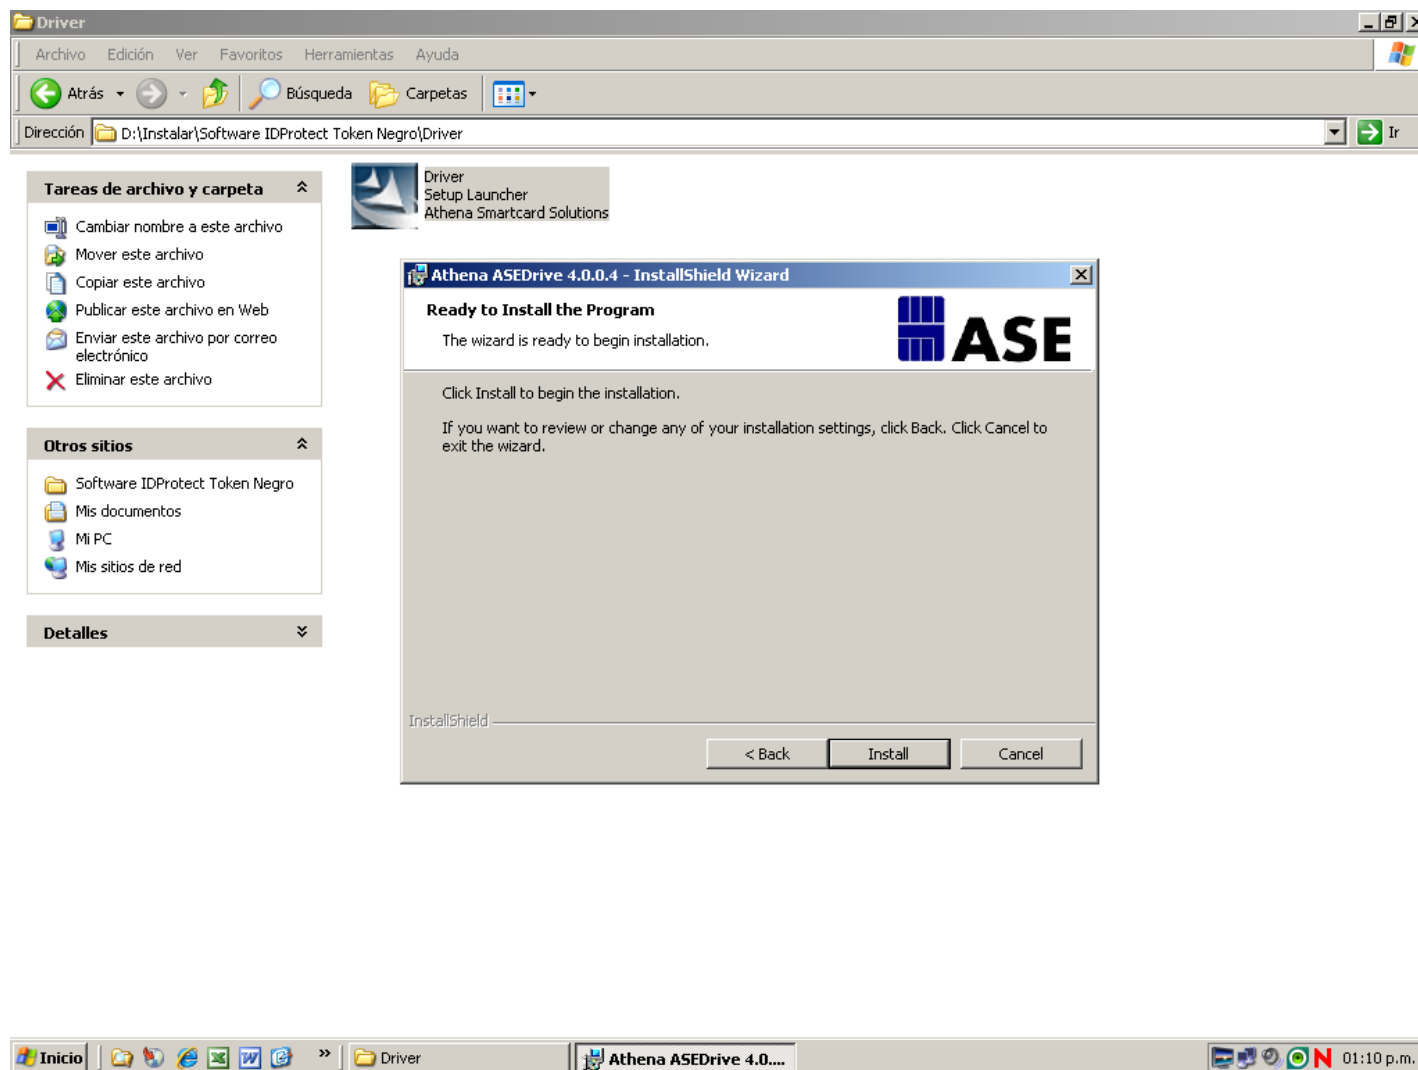 Driver
Archivo Edición Ver Favoritos Herramientas Ayuda
Atrás Búsqueda Carpetas
Dirección D:\Instalar\Software IDProtect Token Negro\Driver Ir
Tareas de archivo y carpeta
Cambiar nombre a este archivo
Mover este archivo
Copiar este archivo
Publicar este archivo en Web
Enviar este archivo por correo
electrónico
Eliminar este archivo
Otros sitios
Software IDProtect Token Negro
Mis documentos
Mi PC
Mis sitios de red
Detalles
Driver
Setup Launcher
Athena Smartcard Solutions
Athena ASEDrive 4.0.0.4 - InstallShield Wizard
Ready to Install the Program
The wizard is ready to begin installation.
ASE
Click Install to begin the installation.
If you want to review or change any of your installation settings, click Back. Click Cancel to
exit the wizard.
InstallShield
< Back Install Cancel
Inicio » Driver Athena ASEDrive 4.0.... N 01:10 p.m.